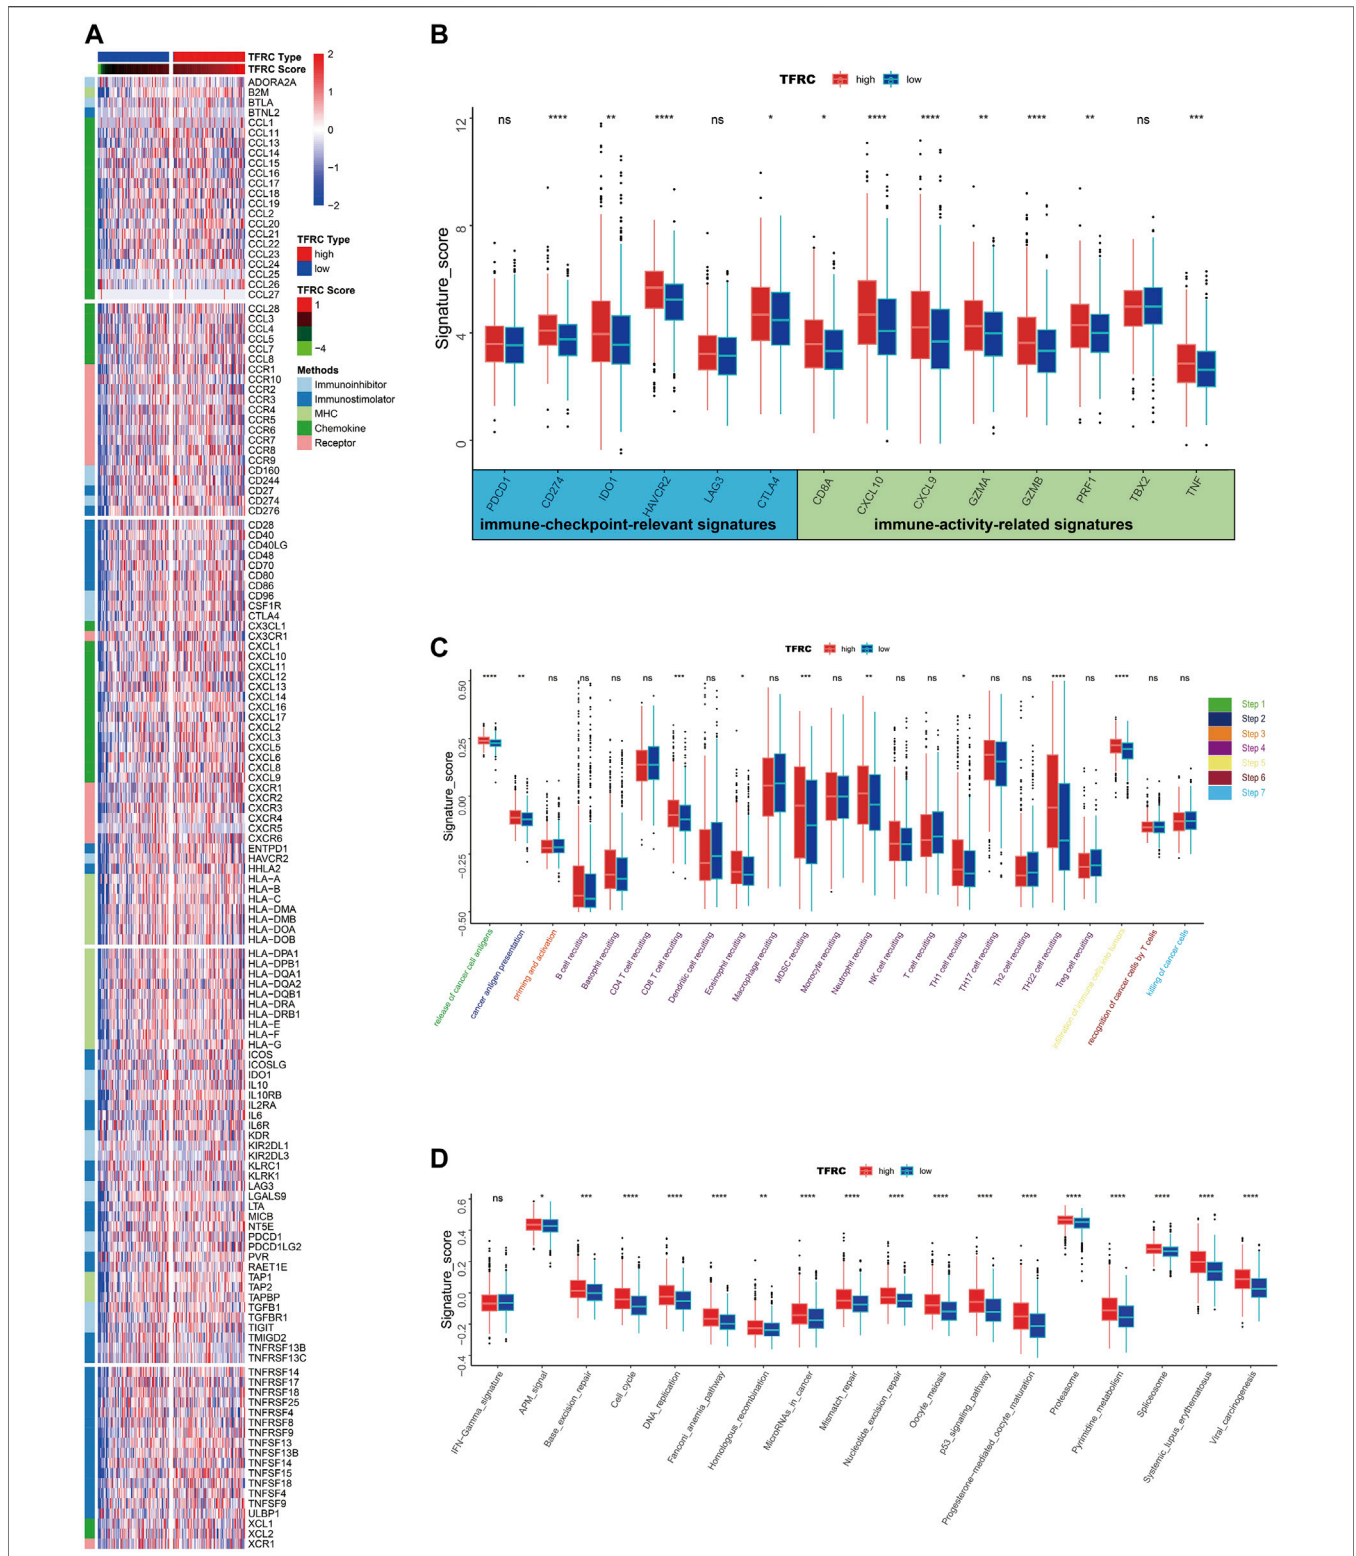 A
TFRC Type
TFRC Score
ADORA2A
B2M
BTLA
BTNL2
CCL1
CCL11
CCL13
CCL14
CCL15
CCL16
CCL17
CCL18
CCL19
CCL2
CCL20
CCL21
CCL22
CCL23
CCL24
CCL25
CCL26
CCL27
CCL28
CCL3
CCL4
CCL5
CCL7
CCL8
CCR1
CCR10
CCR2
CCR3
CCR4
CCR5
CCR6
CCR7
CCR8
CCR9
CD160
CD244
CD27
CD274
CD276
CD28
CD40
CD40LG
CD48
CD70
CD80
CD86
CD96
CSF1R
CTLA4
CX3CL1
CX3CR1
CXCL1
CXCL10
CXCL11
CXCL12
CXCL13
CXCL14
CXCL16
CXCL17
CXCL2
CXCL3
CXCL5
CXCL6
CXCL8
CXCL9
CXCR1
CXCR2
CXCR3
CXCR4
CXCR5
CXCR6
ENTPD1
HAVCR2
HHLA2
HLA−A
HLA−B
HLA−C
HLA−DMA
HLA−DMB
HLA−DOA
HLA−DOB
HLA−DPA1
HLA−DPB1
HLA−DQA1
HLA−DQA2
HLA−DQB1
HLA−DRA
HLA−DRB1
HLA−E
HLA−F
HLA−G
ICOS
ICOSLG
IDO1
IL10
IL10RB
IL2RA
IL6
IL6R
KDR
KIR2DL1
KIR2DL3
KLRC1
KLRK1
LAG3
LGALS9
LTA
MICB
NT5E
PDCD1
PDCD1LG2
PVR
RAET1E
TAP1
TAP2
TAPBP
TGFB1
TGFBR1
TIGIT
TMIGD2
TNFRSF13B
TNFRSF13C
TNFRSF14
TNFRSF17
TNFRSF18
TNFRSF25
TNFRSF4
TNFRSF8
TNFRSF9
TNFSF13
TNFSF13B
TNFSF14
TNFSF15
TNFSF18
TNFSF4
TNFSF9
ULBP1
XCL1
XCL2
XCR1
2
1
0
−1
−2
TFRC Type
high
low
TFRC Score
1
−4
Methods
Immunoinhibitor
Immunostimolator
MHC
Chemokine
Receptor
B
TFRC high low
ns **** ** **** ns * * **** **** ** **** ** ns ***
Signature_score
12
8
4
0
PDCD1
CD274
IDO1
HAVCR2
LAG3
CTLA4
CD8A
CXCL10
CXCL9
GZMA
GZMB
PRF1
TBX2
TNF
immune-checkpoint-relevant signatures
immune-activity-related signatures
C
TFRC high low
**** ** ns ns ns ns *** ns * ns *** ns ** ns ns * ns ns **** ns **** ns ns
Signature_score
0.50
0.25
0.00
−0.25
−0.50
release of cancer cell antigens
cancer antigen presentation
priming and activation
B cell recruiting
Basophil recruiting
CD4 T cell recruiting
CD8 T cell recruiting
Dendritic cell recruiting
Eosinophil recruiting
Macrophage recruiting
MDSC recruiting
Monocyte recruiting
Neutrophil recruiting
NK cell recruiting
T cell recruiting
TH1 cell recruiting
TH17 cell recruiting
Th2 cell recruiting
TH22 cell recruiting
Treg cell recruiting
infiltration of immune cells into tumors
recognition of cancer cells by T cells
killing of cancer cells
Step 1
Step 2
Step 3
Step 4
Step 5
Step 6
Step 7
D
TFRC high low
ns * *** **** **** **** ** **** **** **** **** **** **** **** **** **** **** ****
Signature_score
0.6
0.4
0.2
0.0
−0.2
−0.4
IFN−Gamma_signature
APM_signal
Base_excision_repair
Cell_cycle
DNA_replication
Fanconi_anemia_pathway
Homologous_recombination
MicroRNAs_in_cancer
Mismatch_repair
Nucleotide_excision_repair
Oocyte_meiosis
p53_signaling_pathway
Progesterone−mediated_oocyte_maturation
Proteasome
Pyrimidine_metabolism
Spliceosome
Systemic_lupus_erythematosus
Viral_carcinogenesis